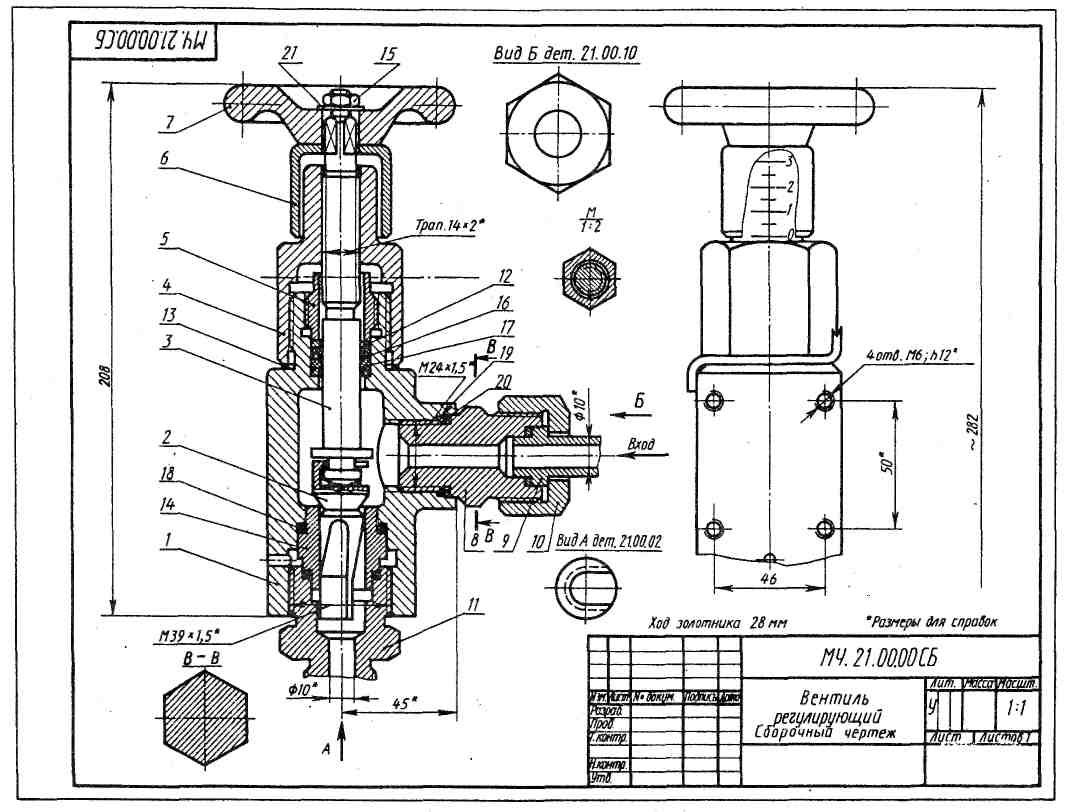 МЧ.21.00.00СБ
21
15
Вид Б дет. 21.00.10
7
6
3
2
1
0
М
1:2
Трап.14×2*
5
4
13
3
12
16
17
В
19
М24×1,5*
20
4 отв. М6; h12*
208
ϕ10*
Б
Вход
~282
50*
2
18
14
1
В
8
9
10
Вид А дет. 21.00.02
46
11
М39×1,5*
В – В
ϕ10*
45*
А
Ход золотника 28 мм
*Размеры для справок
МЧ. 21.00.00 СБ
Изм.
Лист
№ докум.
Подпись
Дата
Разраб.
Пров.
Т.контр.
Н.контр.
Утв.
Вентиль
регулирующий
Сборочный чертеж
Лит.
Масса
Масшт.
У
1:1
Лист
Листов 1